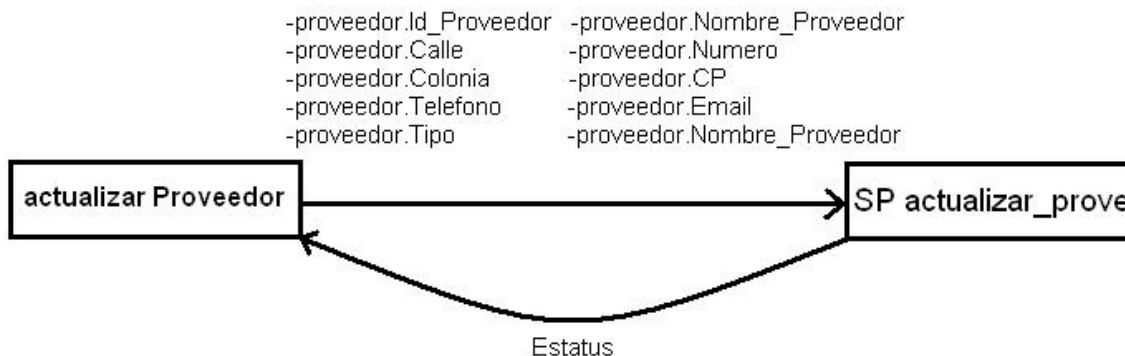 -proveedor.Id_Proveedor -proveedor.Nombre_Proveedor
-proveedor.Calle -proveedor.Numero
-proveedor.Colonia -proveedor.CP
-proveedor.Telefono -proveedor.Email
-proveedor.Tipo -proveedor.Nombre_Proveedor
actualizar Proveedor
SP actualizar_prove
Estatus